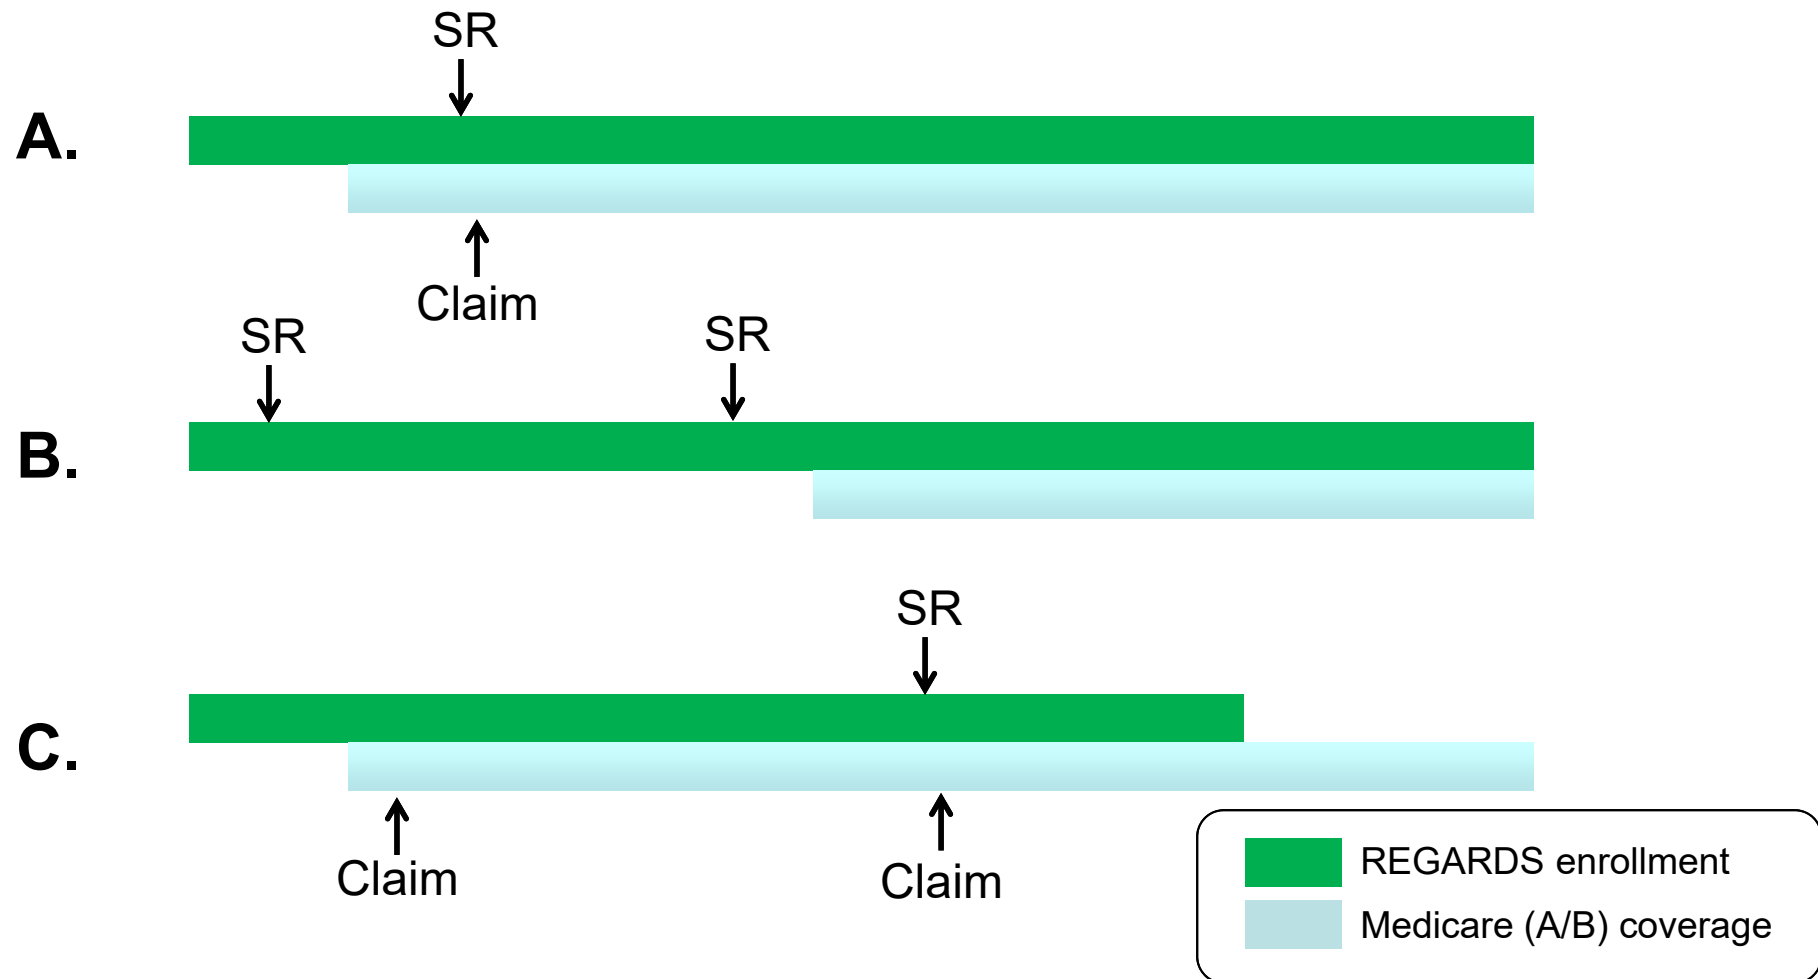 SR
A.
Claim
SR
SR
B.
SR
C.
Claim
Claim
REGARDS enrollment
Medicare (A/B) coverage